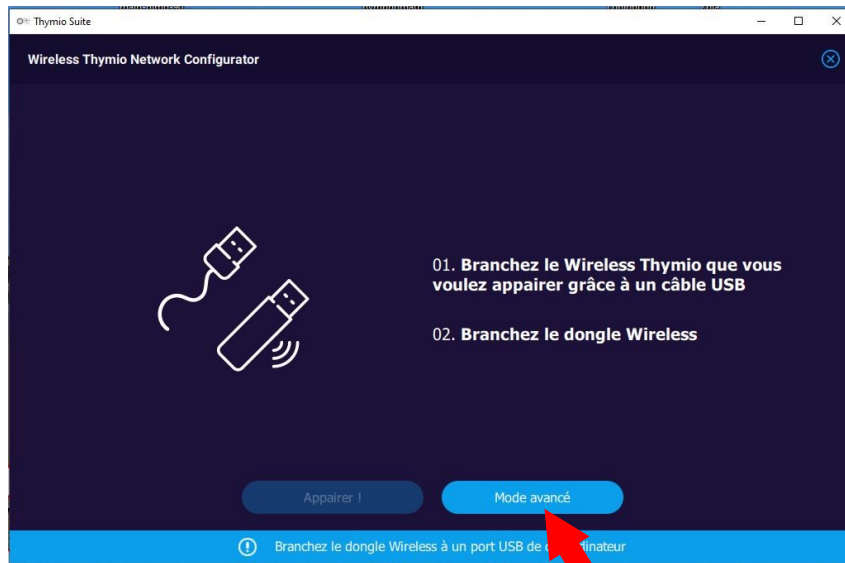 Thymio Suite
Wireless Thymio Network Configurator
01. Branchez le Wireless Thymio que vous
voulez appairer grâce à un câble USB
02. Branchez le dongle Wireless
Appairer !
Mode avancé
Branchez le dongle Wireless à un port USB de